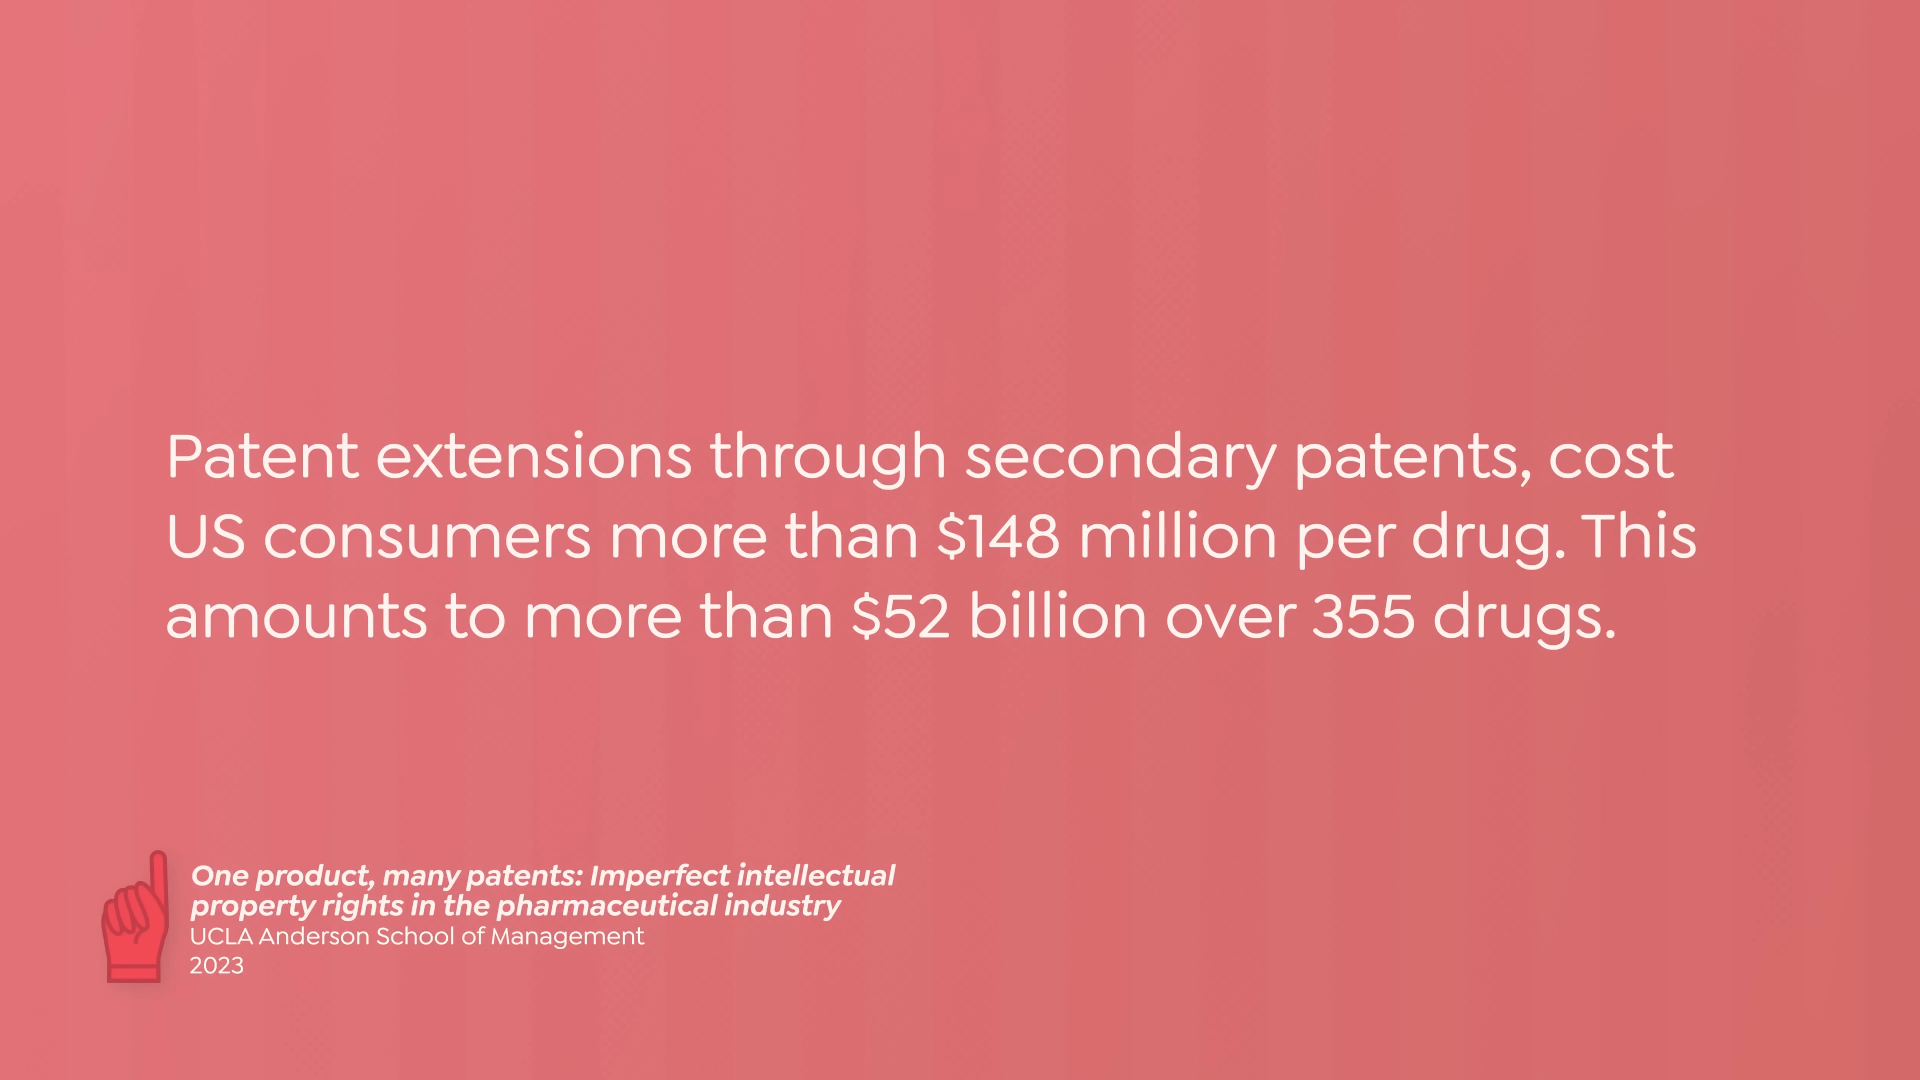 Patent extensions through secondary patents, cost
US consumers more than $148 million per drug. This
amounts to more than $52 billion over 355 drugs.
One product, many patents: Imperfect intellectual
property rights in the pharmaceutical industry
UCLA Anderson School of Management
2023